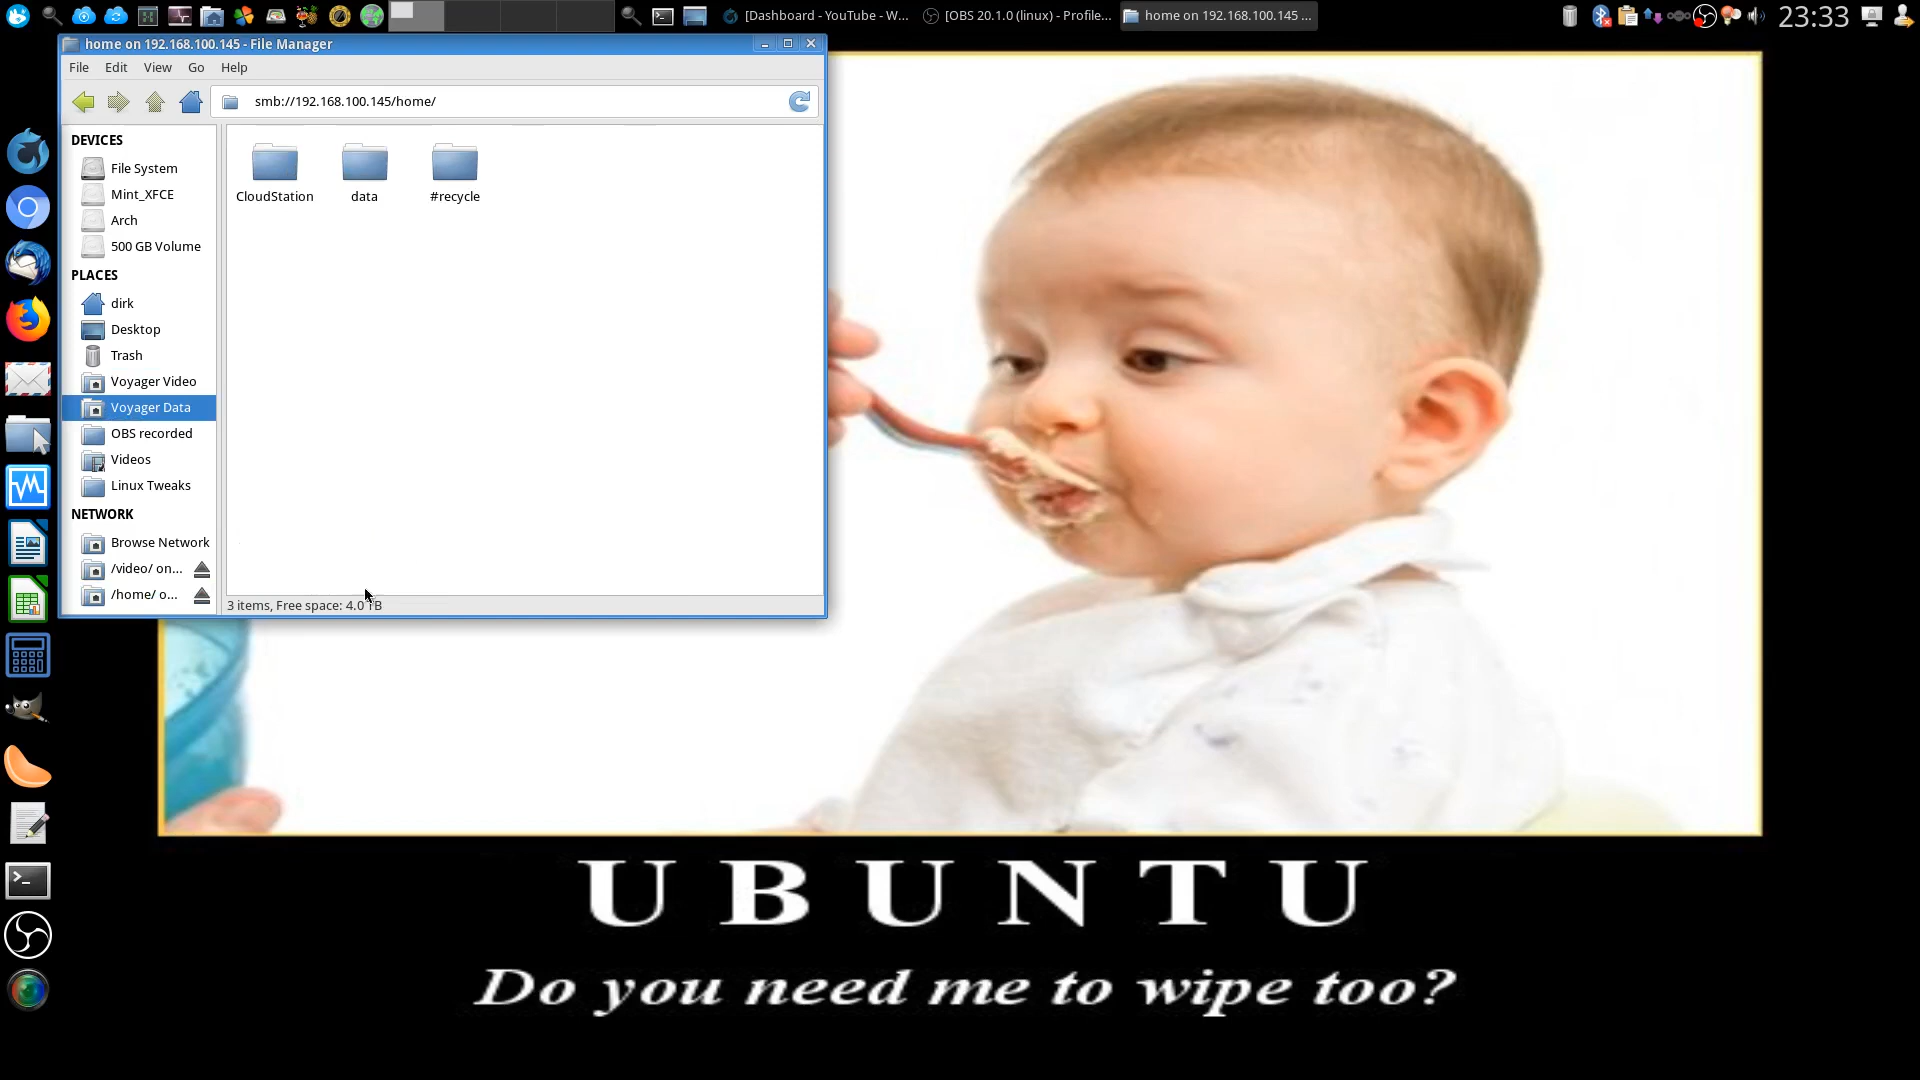 [Dashboard - YouTube - W...
[OBS 20.1.0 (linux) - Profile...
home on 192.168.100.145 ...
23:33
home on 192.168.100.145 - File Manager
File Edit View Go Help
smb://192.168.100.145/home/
DEVICES
File System
Mint_XFCE
Arch
500 GB Volume
PLACES
dirk
Desktop
Trash
Voyager Video
Voyager Data
OBS recorded
Videos
Linux Tweaks
NETWORK
Browse Network
/video/ on...
/home/ o...
CloudStation
data
#recycle
3 items, Free space: 4.0 TB
UBUNTU
Do you need me to wipe too?